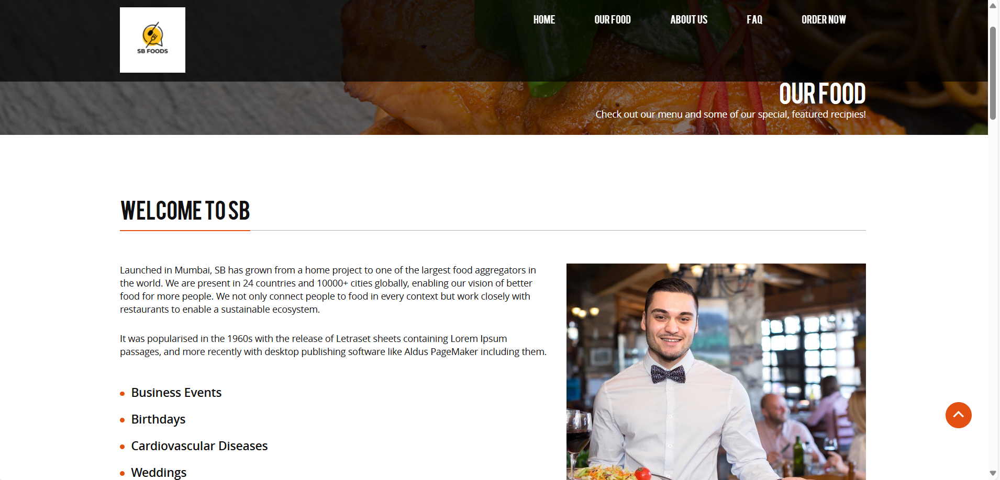 SB FOODS
HOME
OUR FOOD
ABOUT US
FAQ
ORDER NOW
OUR FOOD
Check out our menu and some of our special, featured recipies!
WELCOME TO SB
Launched in Mumbai, SB has grown from a home project to one of the largest food aggregators in
the world. We are present in 24 countries and 10000+ cities globally, enabling our vision of better
food for more people. We not only connect people to food in every context but work closely with
restaurants to enable a sustainable ecosystem.
It was popularised in the 1960s with the release of Letraset sheets containing Lorem Ipsum
passages, and more recently with desktop publishing software like Aldus PageMaker including them.
Business Events
Birthdays
Cardiovascular Diseases
Weddings